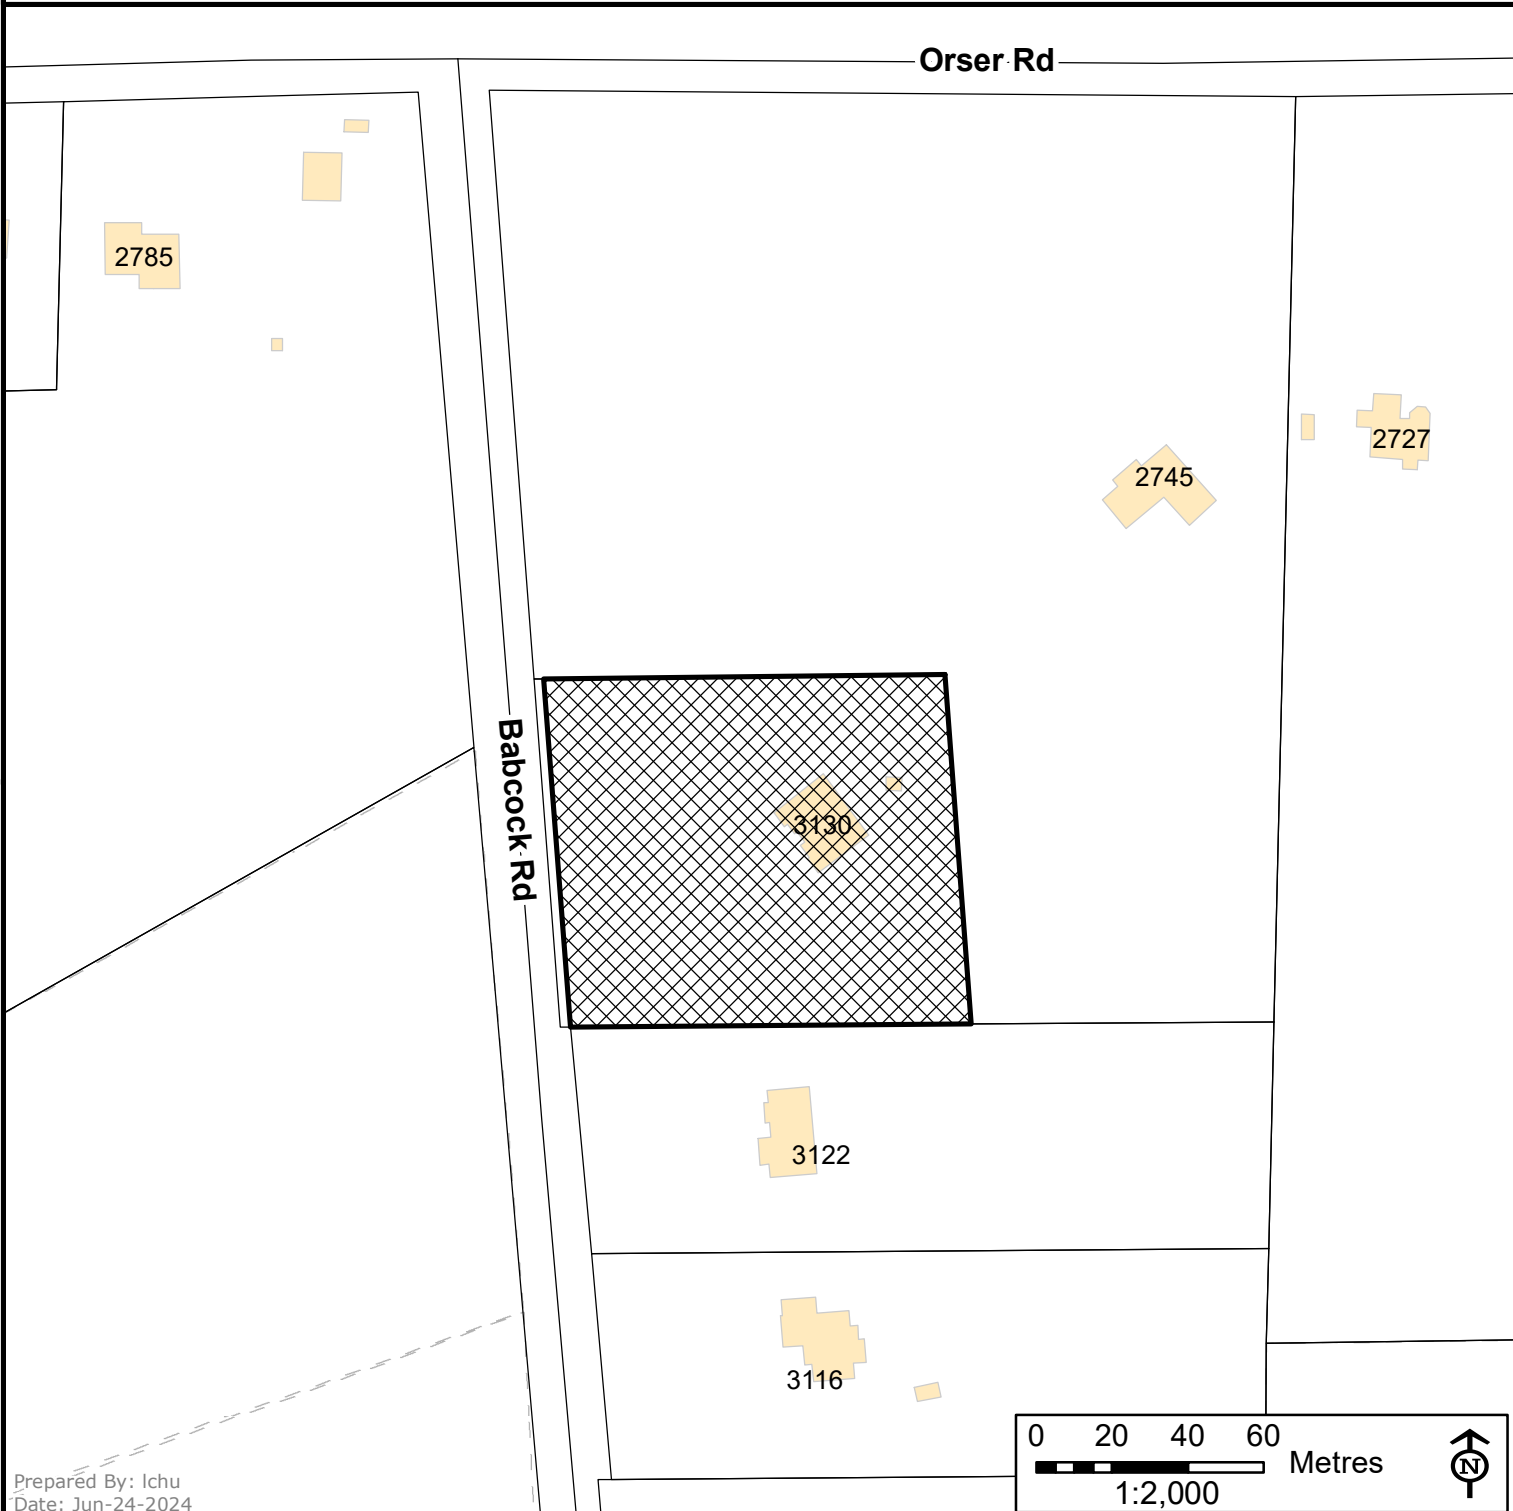 Orser Rd
2785
2727
2745
Babcock Rd
3130
3122
3116
0 20 40 60
Metres
N
1:2,000
Prepared By: lchu
Date: Jun-24-2024